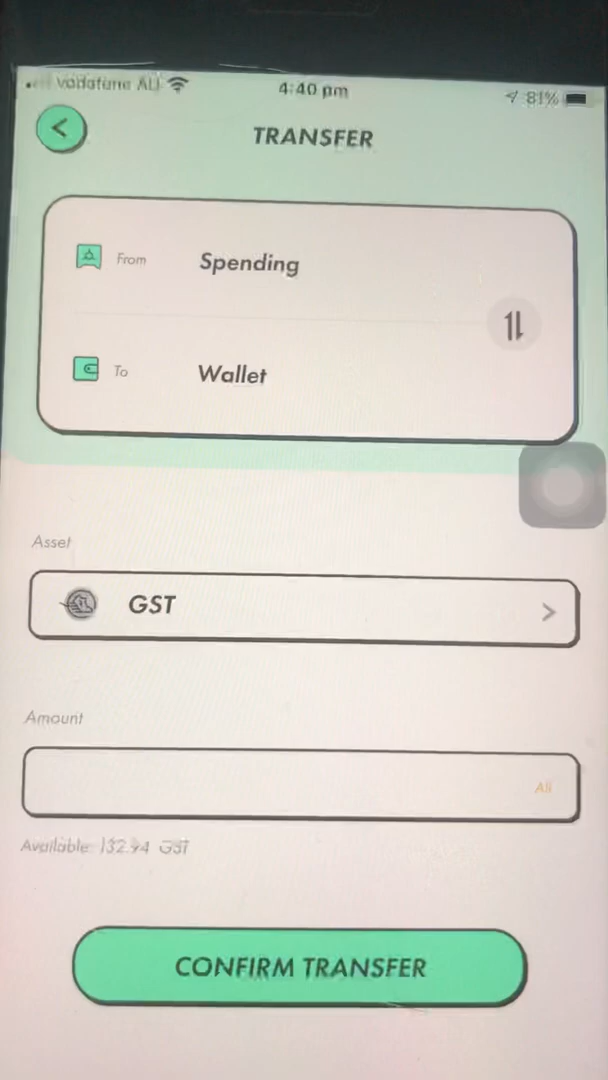 vodafone AU
4:40 pm
81%
TRANSFER
From Spending
To Wallet
Asset
GST
Amount
All
Available: 132.94 GST
CONFIRM TRANSFER